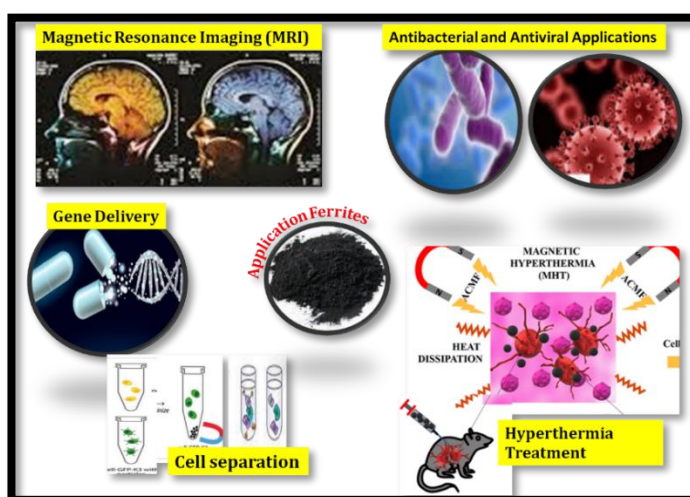 Magnetic Resonance Imaging (MRI)
Antibacterial and Antiviral Applications
Gene Delivery
Application Ferrites
MAGNETIC
HYPERTHERMIA
(MHT)
S
N
ACMF
S
N
ACMF
HEAT
DISSIPATION
Cel
Cell separation
Hyperthermia
Treatment